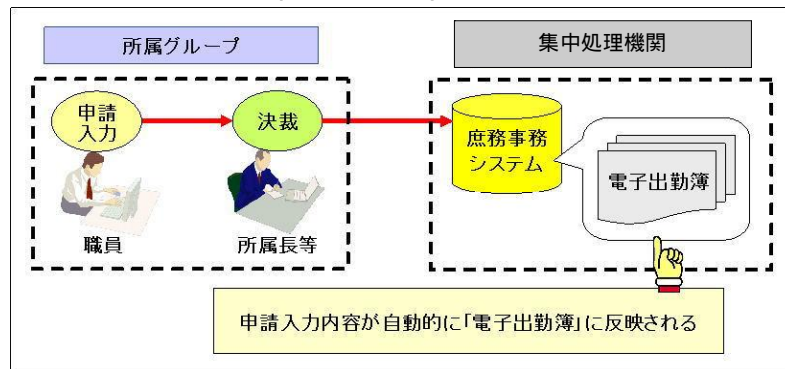 所属グループ
集中処理機関
申請
入力
決裁
庶務事務
システム
電子出勤簿
職員
所属長等
申請入力内容が自動的に「電子出勤簿」に反映される